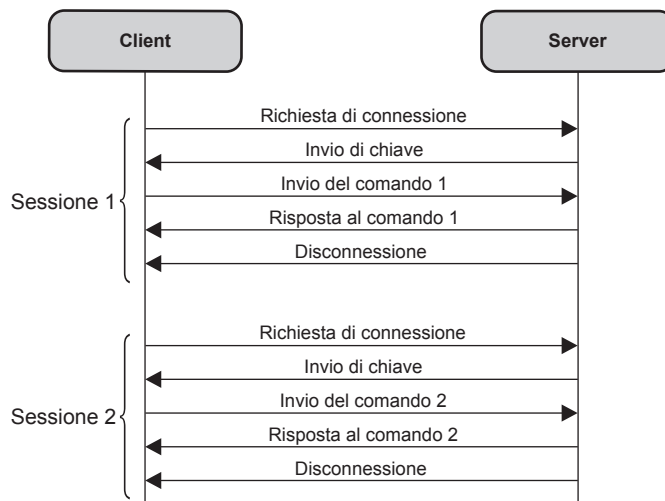 Client
Server
Richiesta di connessione
Invio di chiave
Invio del comando 1
Sessione 1
Risposta al comando 1
Disconnessione
Richiesta di connessione
Invio di chiave
Invio del comando 2
Sessione 2
Risposta al comando 2
Disconnessione